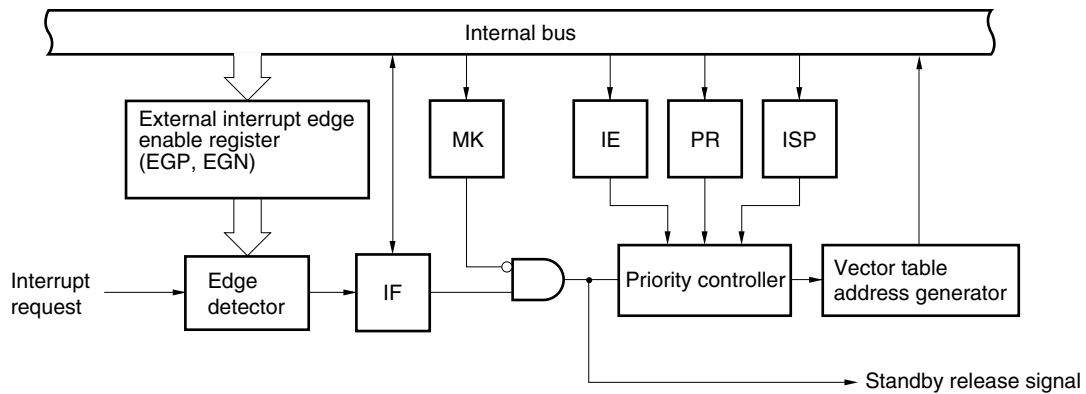 Internal bus
External interrupt edge
enable register
(EGP, EGN)
MK
IE
PR
ISP
Interrupt
request
Edge
detector
IF
Priority controller
Vector table
address generator
Standby release signal